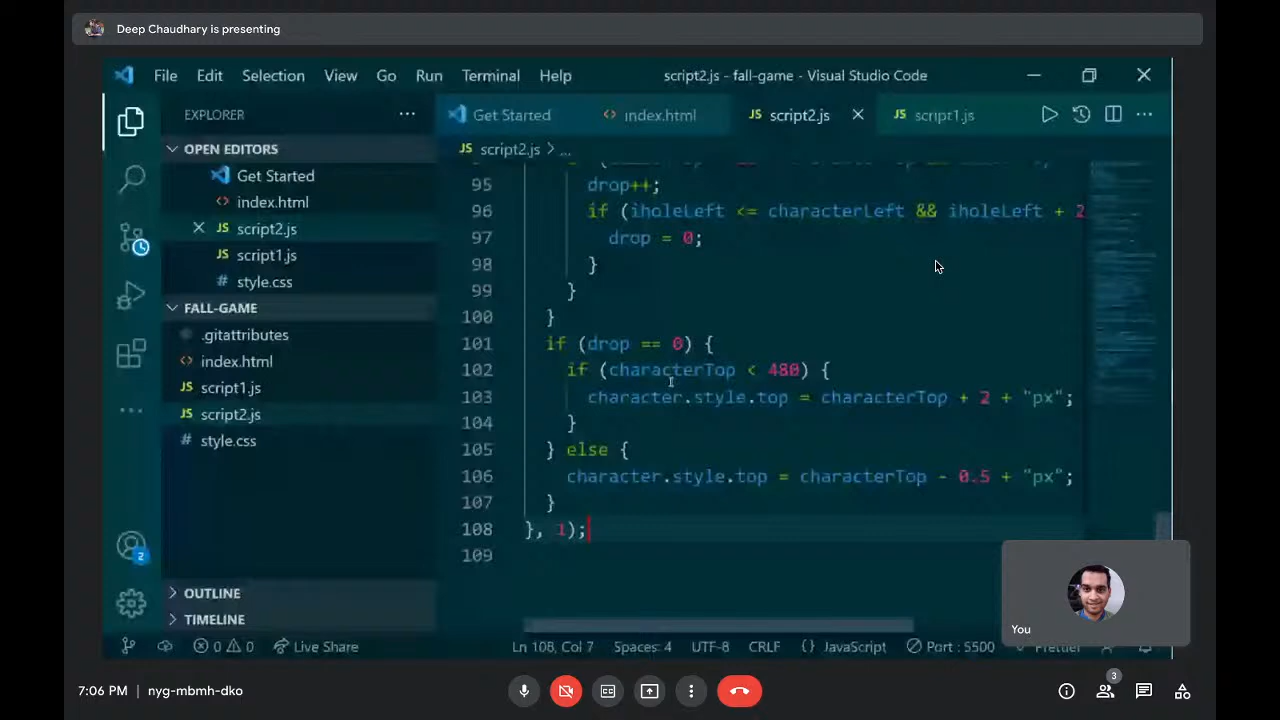 Deep Chaudhary is presenting
File Edit Selection View Go Run Terminal Help script2.js - fall-game - Visual Studio Code
EXPLORER
Get Started index.html JS script2.js JS script1.js
OPEN EDITORS
JS script2.js > ...
Get Started
index.html
script2.js
script1.js
# style.css
FALL-GAME
.gitattributes
index.html
JS script1.js
JS script2.js
# style.css
OUTLINE
TIMELINE
95 drop++;
96 if (iholeLeft <= characterLeft && iholeLeft + 2
97 drop = 0;
98 }
99 }
100 }
101 if (drop == 0) {
102 if (characterTop < 480) {
103 character.style.top = characterTop + 2 + "px";
104 }
105 } else {
106 character.style.top = characterTop - 0.5 + "px";
107 }
108 }, 1);
109
2
You
0 0 Live Share Ln 108, Col 7 Spaces: 4 UTF-8 CRLF {} JavaScript Port : 5500 Prettier
7:06 PM | nyg-mbmh-dko
3